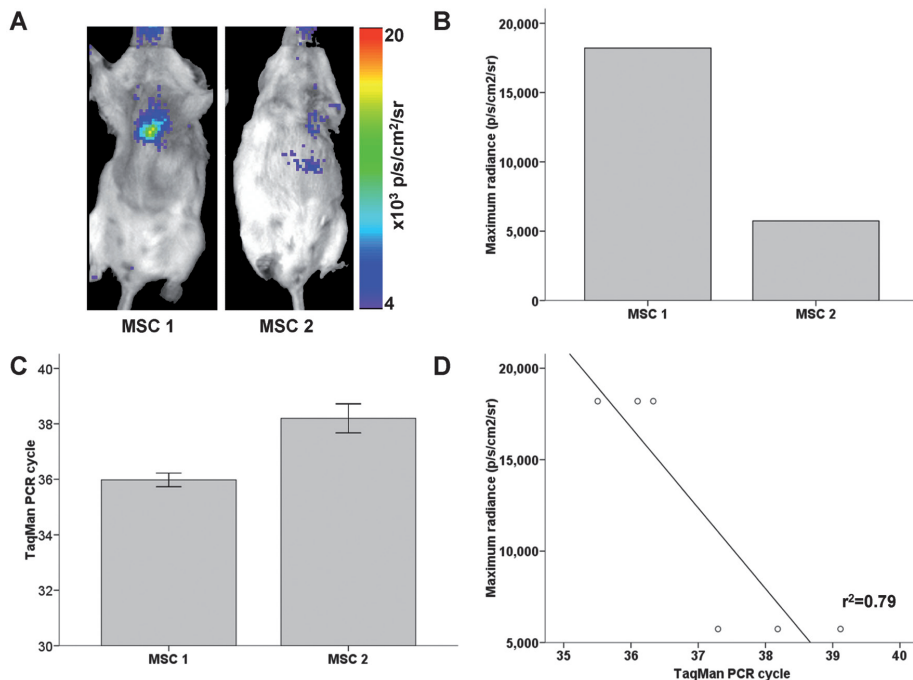 A
20
x10³ p/s/cm²/sr
4
MSC 1
MSC 2
B
Maximum radiance (p/s/cm2/sr)
20,000
15,000
10,000
5,000
0
MSC 1
MSC 2
C
TaqMan PCR cycle
40
38
36
34
32
30
MSC 1
MSC 2
D
Maximum radiance (p/s/cm2/sr)
20,000
15,000
10,000
5,000
r²=0.79
35
36
37
38
39
40
TaqMan PCR cycle